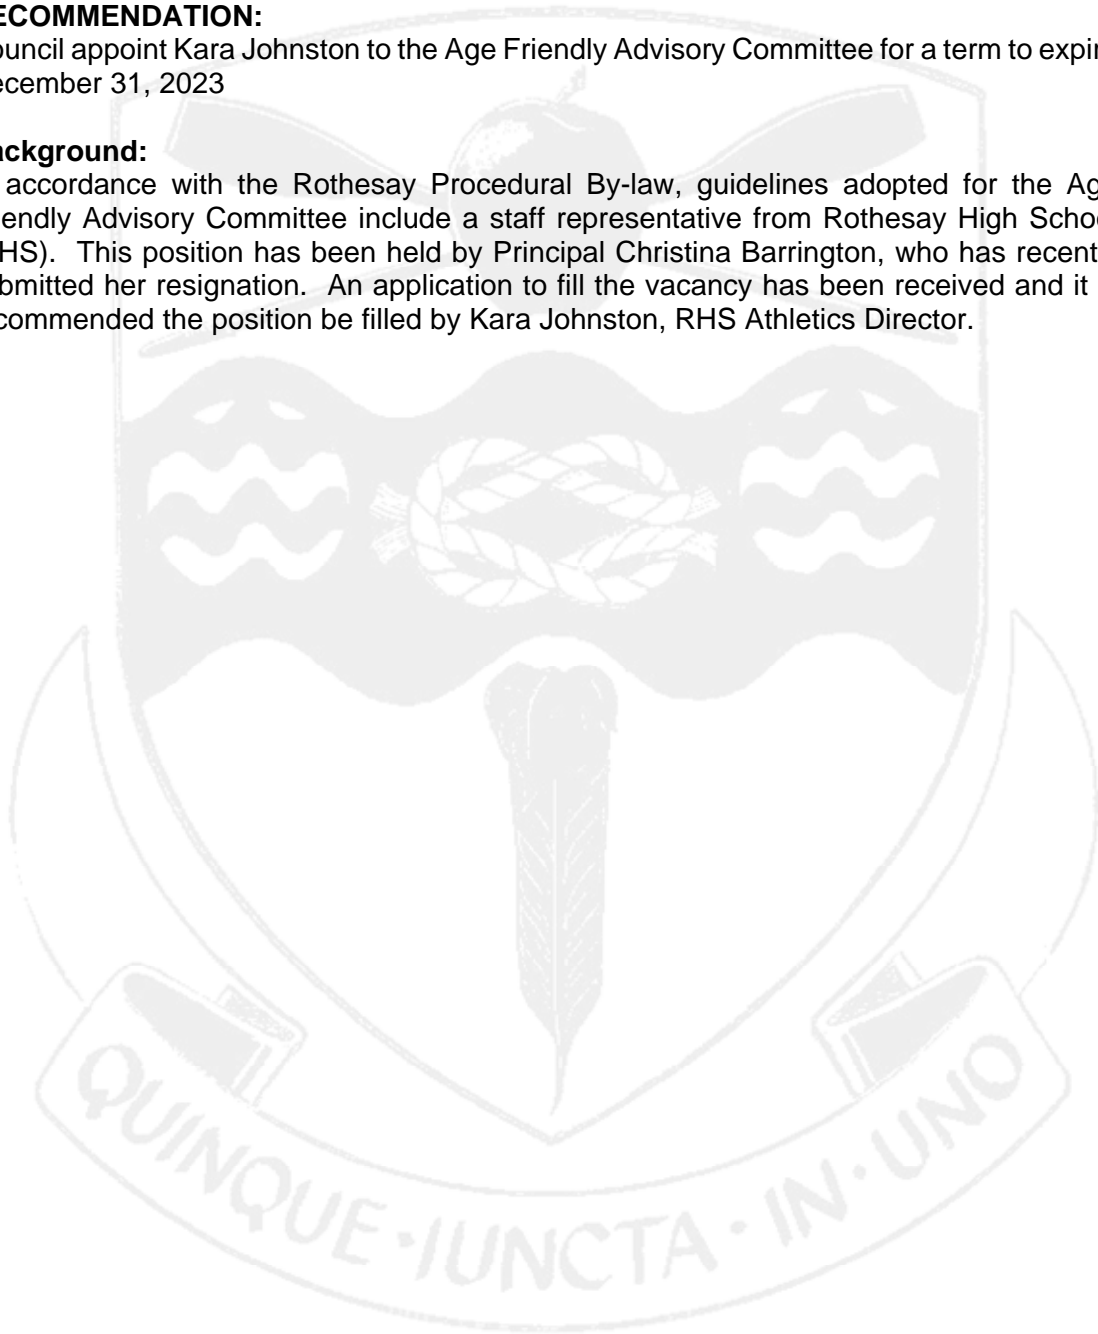 ECOMMENDATION:
ouncil appoint Kara Johnston to the Age Friendly Advisory Committee for a term to expir
ecember 31, 2023
ackground:
accordance with the Rothesay Procedural By-law, guidelines adopted for the Ag
iendly Advisory Committee include a staff representative from Rothesay High Schoo
HS). This position has been held by Principal Christina Barrington, who has recent
bmitted her resignation. An application to fill the vacancy has been received and it
commended the position be filled by Kara Johnston, RHS Athletics Director.
QUINQUE·IUNCTA·IN·UNO